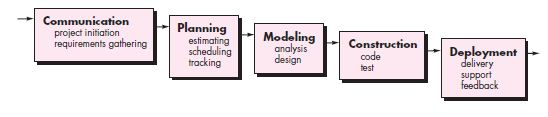 Communication
project initiation
requirements gathering
Planning
estimating
scheduling
tracking
Modeling
analysis
design
Construction
code
test
Deployment
delivery
support
feedback